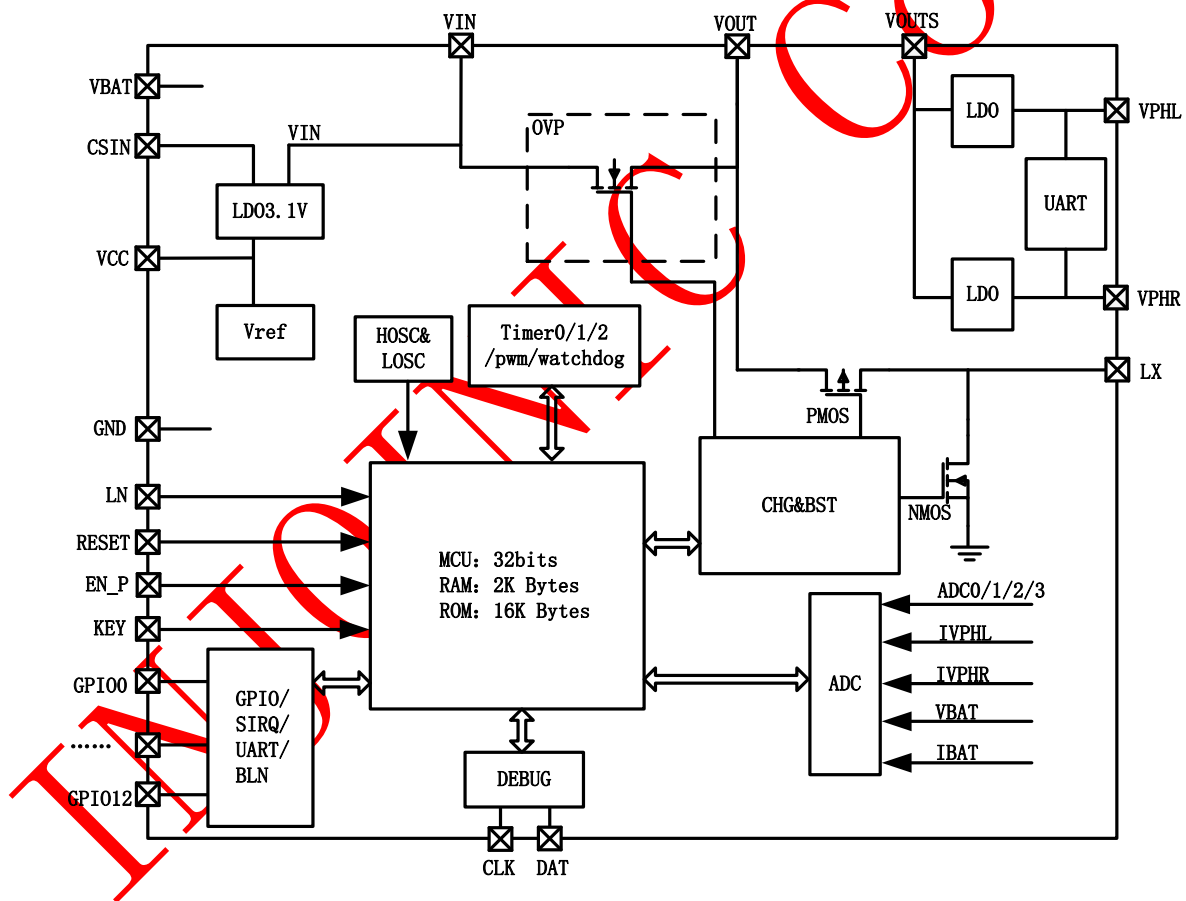 VIN
VOUT
VOUTS
VBAT
CSIN
VIN
OVP
LDO
VPHL
LDO3.1V
UART
VCC
LDO
VPHR
Vref
HOSC&
LOSC
Timer0/1/2
/pwm/watchdog
LX
PMOS
GND
LN
RESET
EN_P
KEY
MCU: 32bits
RAM: 2K Bytes
ROM: 16K Bytes
CHG&BST
NMOS
ADC0/1/2/3
IVPHL
IVPHR
VBAT
IBAT
ADC
GPIO0
......
GPIO12
GPIO/
SIRQ/
UART/
BLN
DEBUG
CLK
DAT